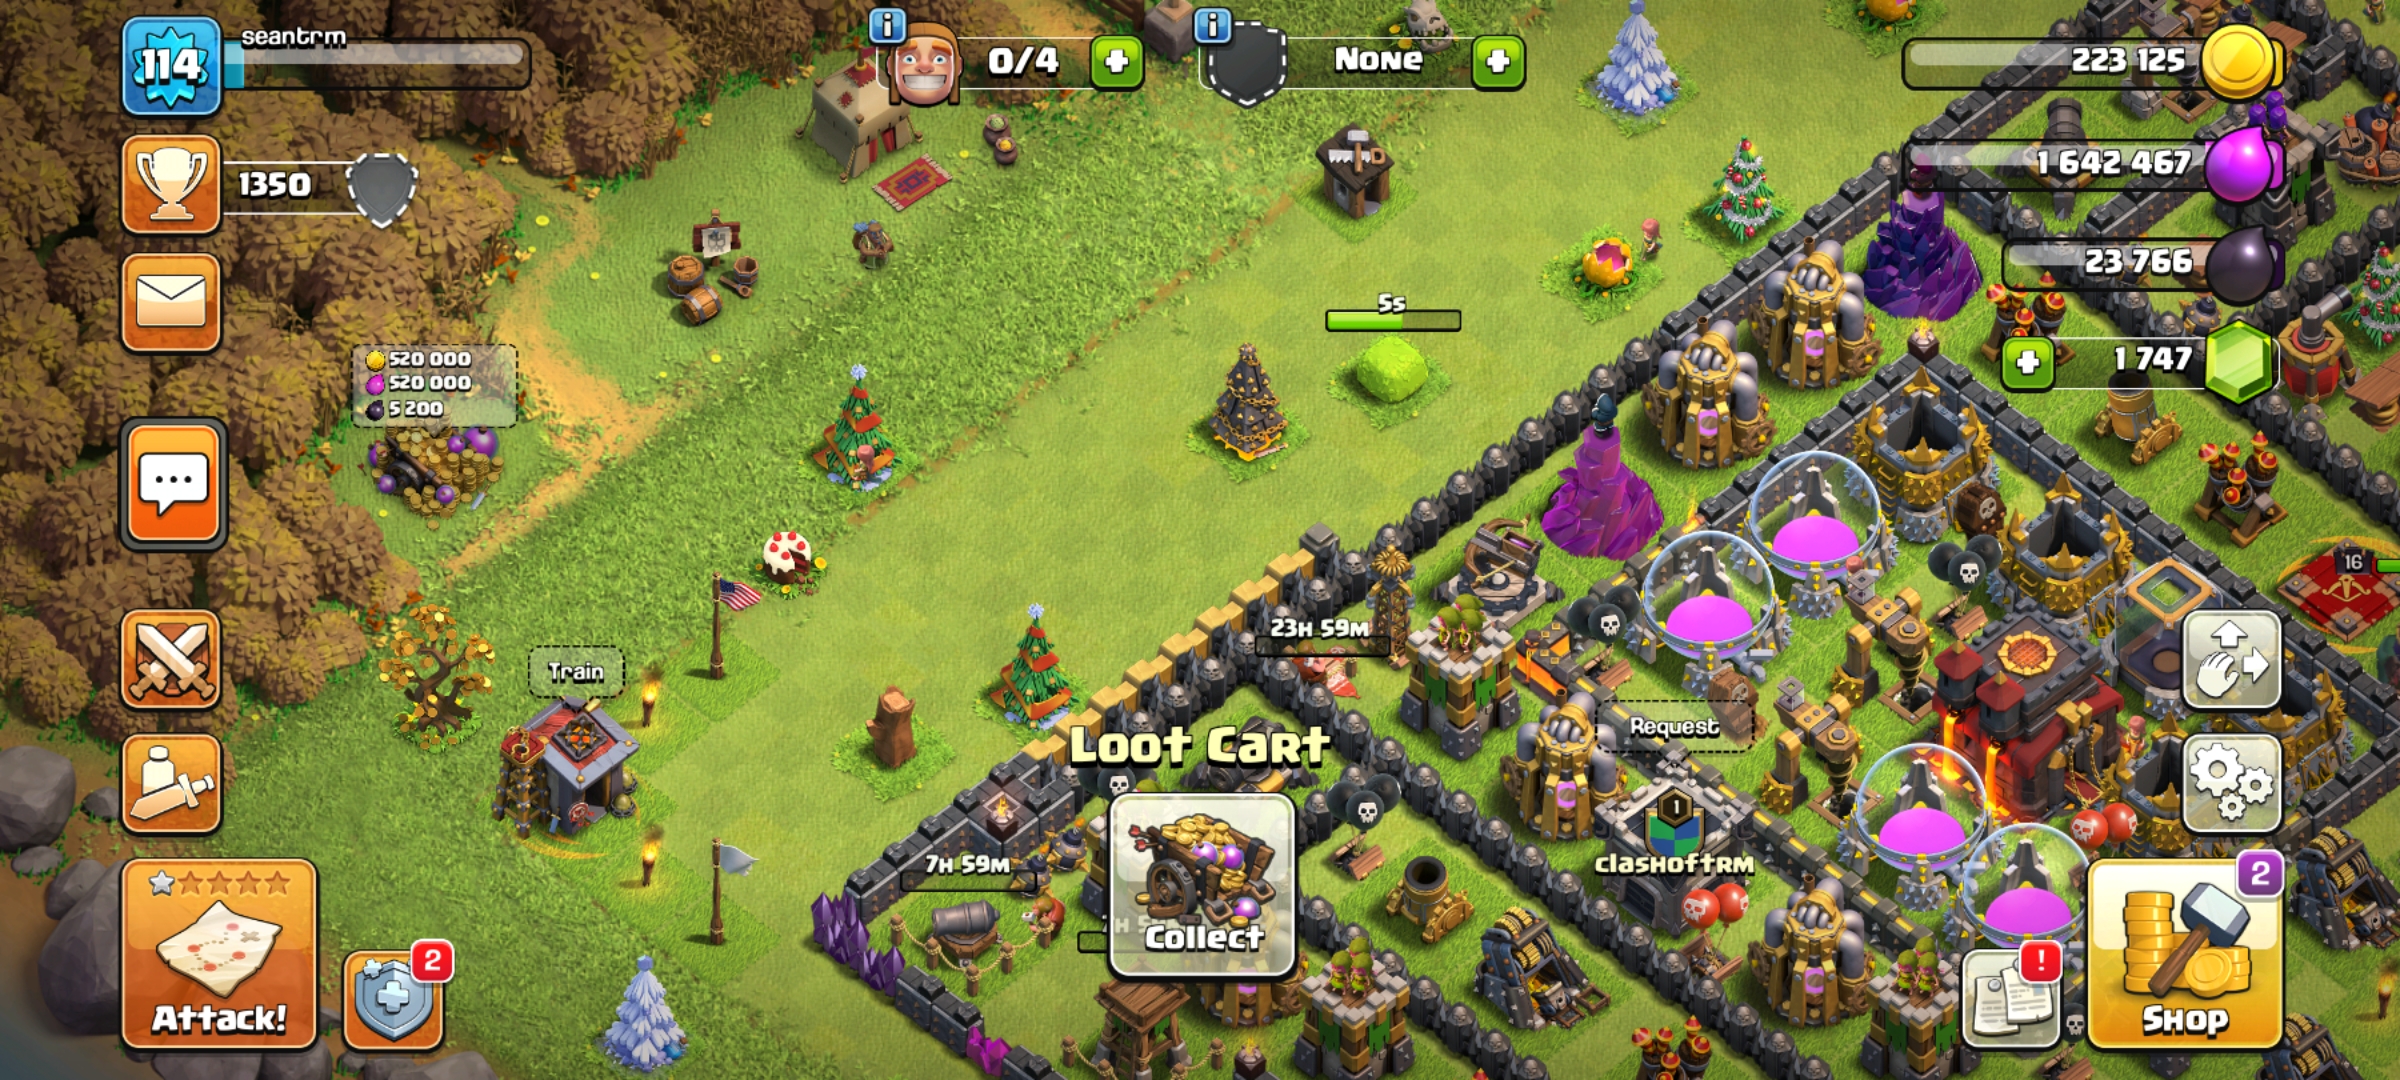 114
seantrm
0/4
None
223 125
1350
1 642 467
23 766
1 747
5s
520 000
520 000
5 200
16
23H 59M
Train
Request
Loot Cart
1
clashoftrm
7H 59M
Collect
2
2
!
Attack!
Shop